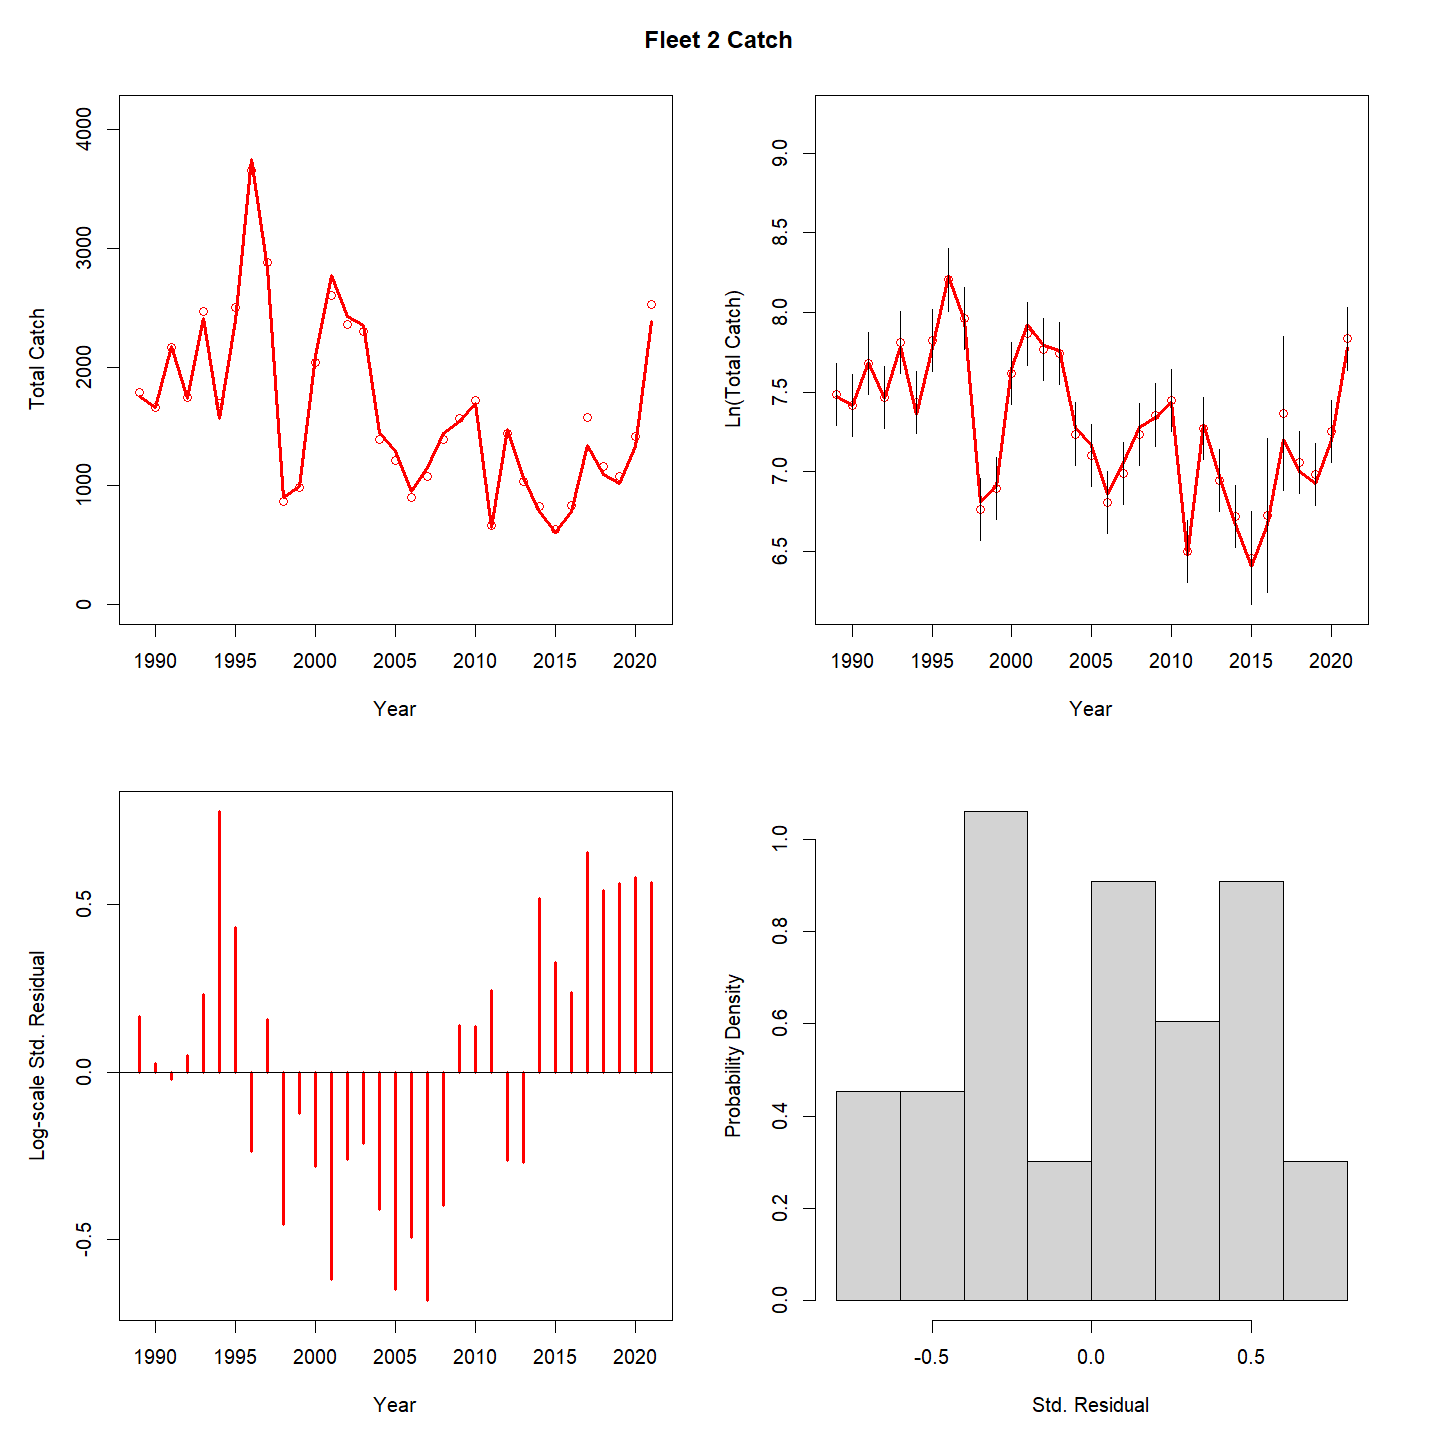 Fleet 2 Catch
Total Catch
4000
3000
2000
1000
0
1990 1995 2000 2005 2010 2015 2020
Year
Ln(Total Catch)
9.0
8.5
8.0
7.5
7.0
6.5
1990 1995 2000 2005 2010 2015 2020
Year
Log-scale Std. Residual
0.5
0.0
-0.5
1990 1995 2000 2005 2010 2015 2020
Year
Probability Density
1.0
0.8
0.6
0.4
0.2
0.0
-0.5 0.0 0.5
Std. Residual